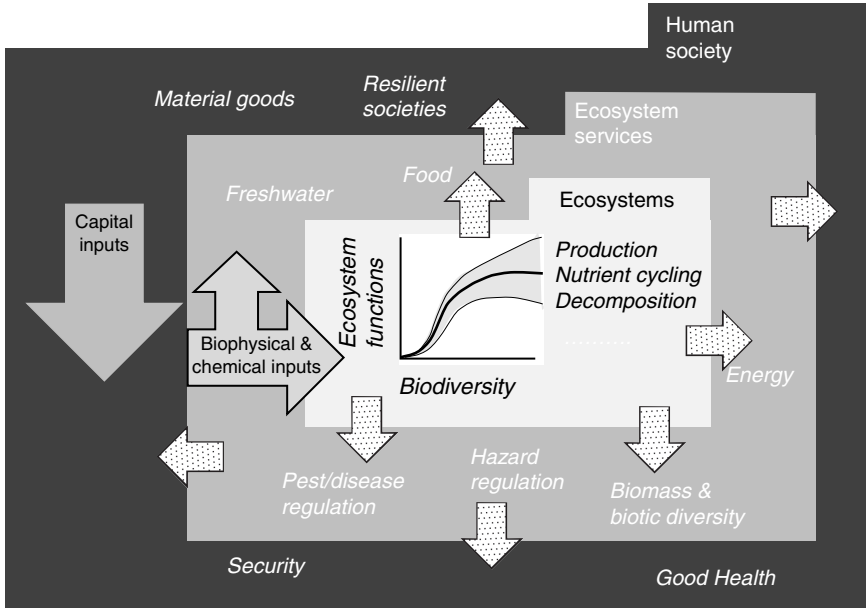 Human
society
Material goods
Resilient
societies
Ecosystem
services
Freshwater
Food
Ecosystems
Capital
inputs
Ecosystem
functions
Production
Nutrient cycling
Decomposition
..........
Biophysical &
chemical inputs
Biodiversity
Energy
Pest/disease
regulation
Hazard
regulation
Biomass &
biotic diversity
Security
Good Health